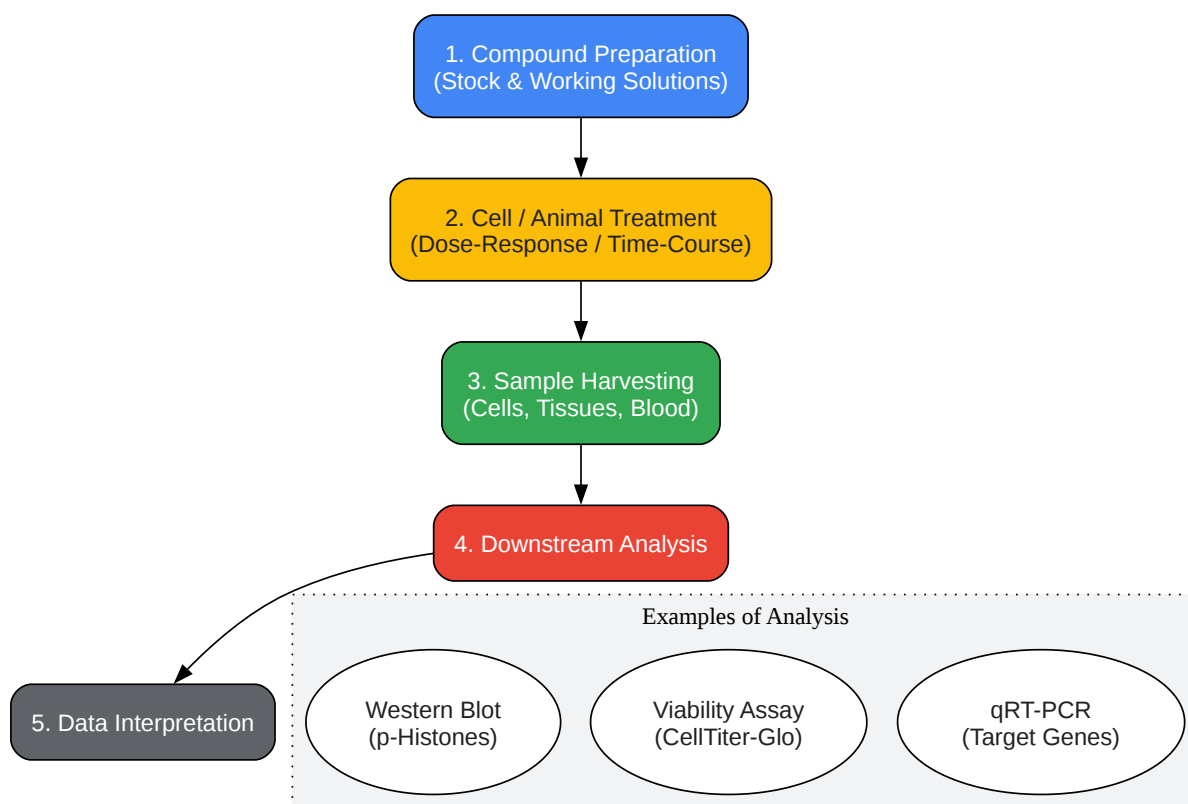 1. Compound Preparation
(Stock & Working Solutions)
2. Cell / Animal Treatment
(Dose-Response / Time-Course)
3. Sample Harvesting
(Cells, Tissues, Blood)
4. Downstream Analysis
Examples of Analysis
5. Data Interpretation
Western Blot
(p-Histones)
Viability Assay
(CellTiter-Glo)
qRT-PCR
(Target Genes)